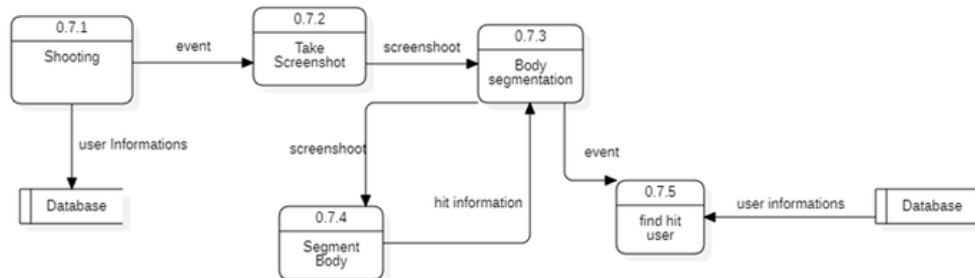 0.7.1
Shooting
event
0.7.2
Take
Screenshot
screenshoot
0.7.3
Body
segmentation
user Informations
Database
screenshoot
0.7.4
Segment
Body
hit information
event
0.7.5
find hit
user
user informations
Database